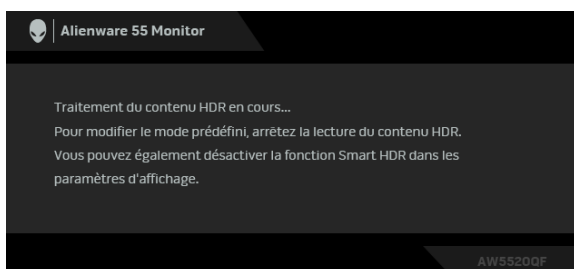 Alienware 55 Monitor
Traitement du contenu HDR en cours...
Pour modifier le mode prédéfini, arrêtez la lecture du contenu HDR.
Vous pouvez également désactiver la fonction Smart HDR dans les
paramètres d'affichage.
AW5520QF